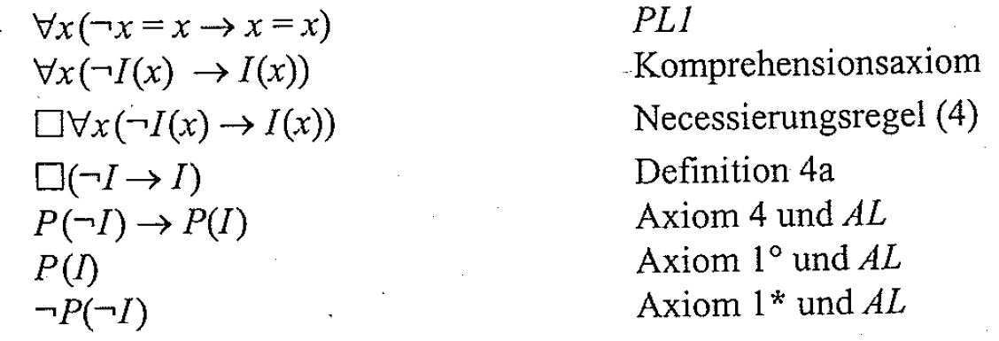 ∀x(¬x = x → x = x) PL1
∀x(¬I(x) → I(x)) Komprehensionsaxiom
□∀x(¬I(x) → I(x)) Necessierungsregel (4)
□(¬I → I) Definition 4a
P(¬I) → P(I) Axiom 4 und AL
P(I) Axiom 1° und AL
¬P(¬I) Axiom 1* und AL